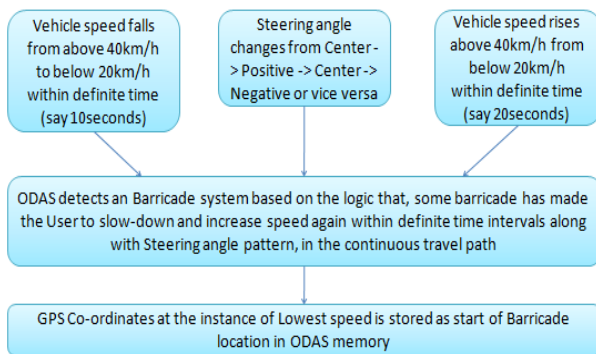 Vehicle speed falls
from above 40km/h
to below 20km/h
within definite time
(say 10seconds)
Steering angle
changes from Center -
> Positive -> Center ->
Negative or vice versa
Vehicle speed rises
above 40km/h from
below 20km/h
within definite time
(say 20seconds)
ODAS detects an Barricade system based on the logic that, some barricade has made
the User to slow-down and increase speed again within definite time intervals along
with Steering angle pattern, in the continuous travel path
GPS Co-ordinates at the instance of Lowest speed is stored as start of Barricade
location in ODAS memory